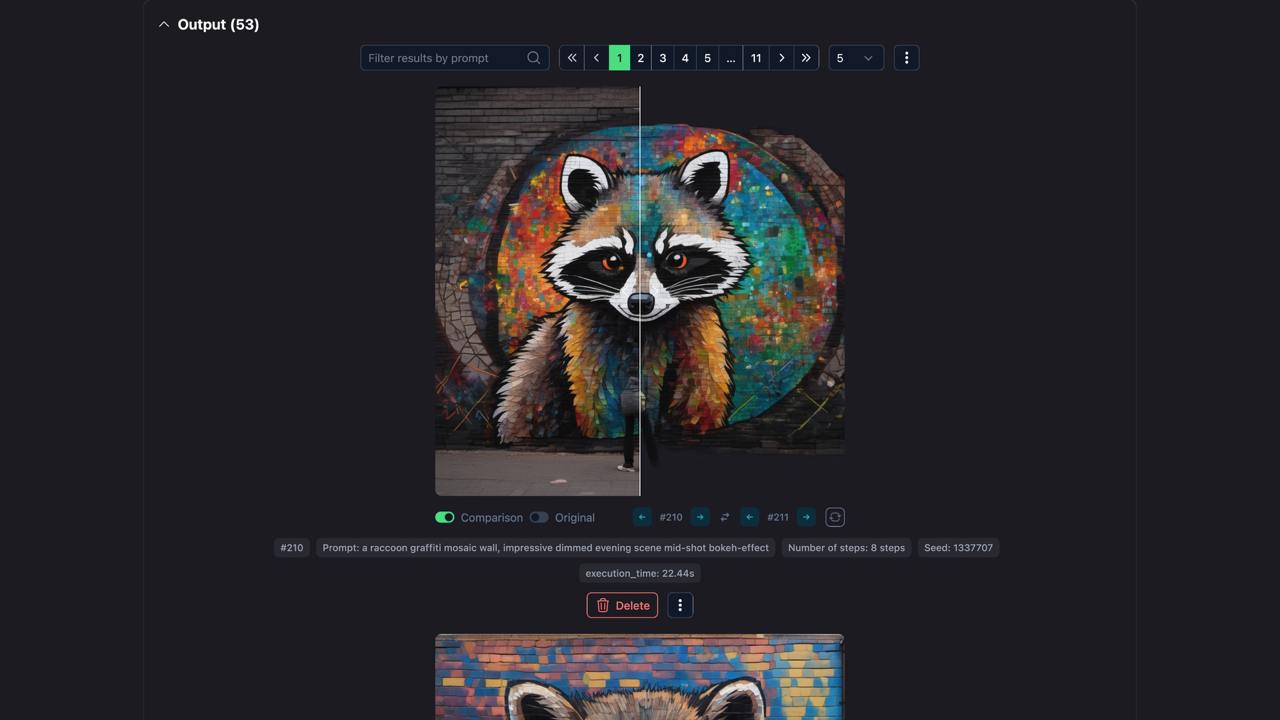 Output (53)
Filter results by prompt
1 2 3 4 5 ... 11
5
Comparison Original #210 #211
#210 Prompt: a raccoon graffiti mosaic wall, impressive dimmed evening scene mid-shot bokeh-effect Number of steps: 8 steps Seed: 1337707
execution_time: 22.44s
Delete